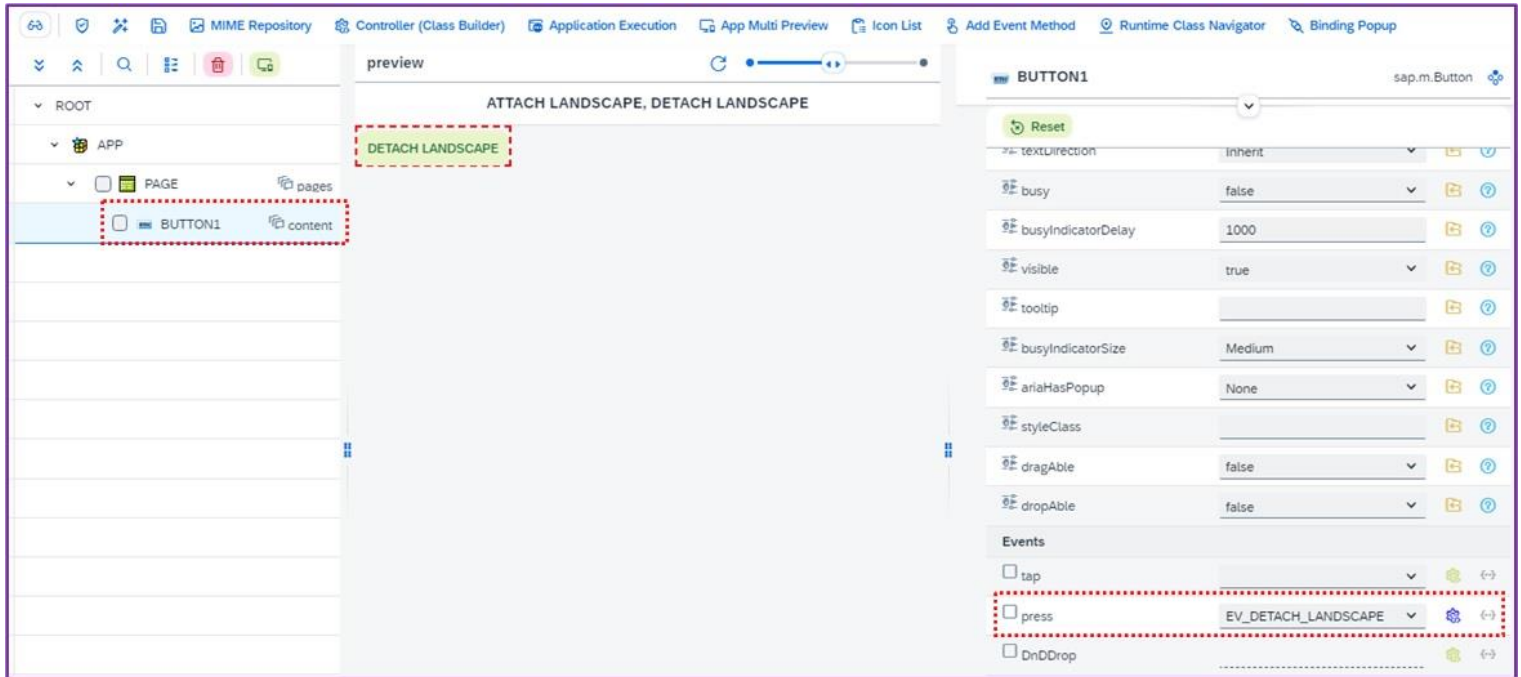 MIME Repository Controller (Class Builder) Application Execution App Multi Preview Icon List Add Event Method Runtime Class Navigator Binding Popup
ROOT
APP
PAGE pages
BUTTON1 content
preview
ATTACH LANDSCAPE, DETACH LANDSCAPE
DETACH LANDSCAPE
BUTTON1 sap.m.Button
Reset
textDirection Inherit
busy false
busyIndicatorDelay 1000
visible true
tooltip
busyIndicatorSize Medium
ariaHasPopup None
styleClass
dragAble false
dropAble false
Events
tap
press EV_DETACH_LANDSCAPE
DnDDrop